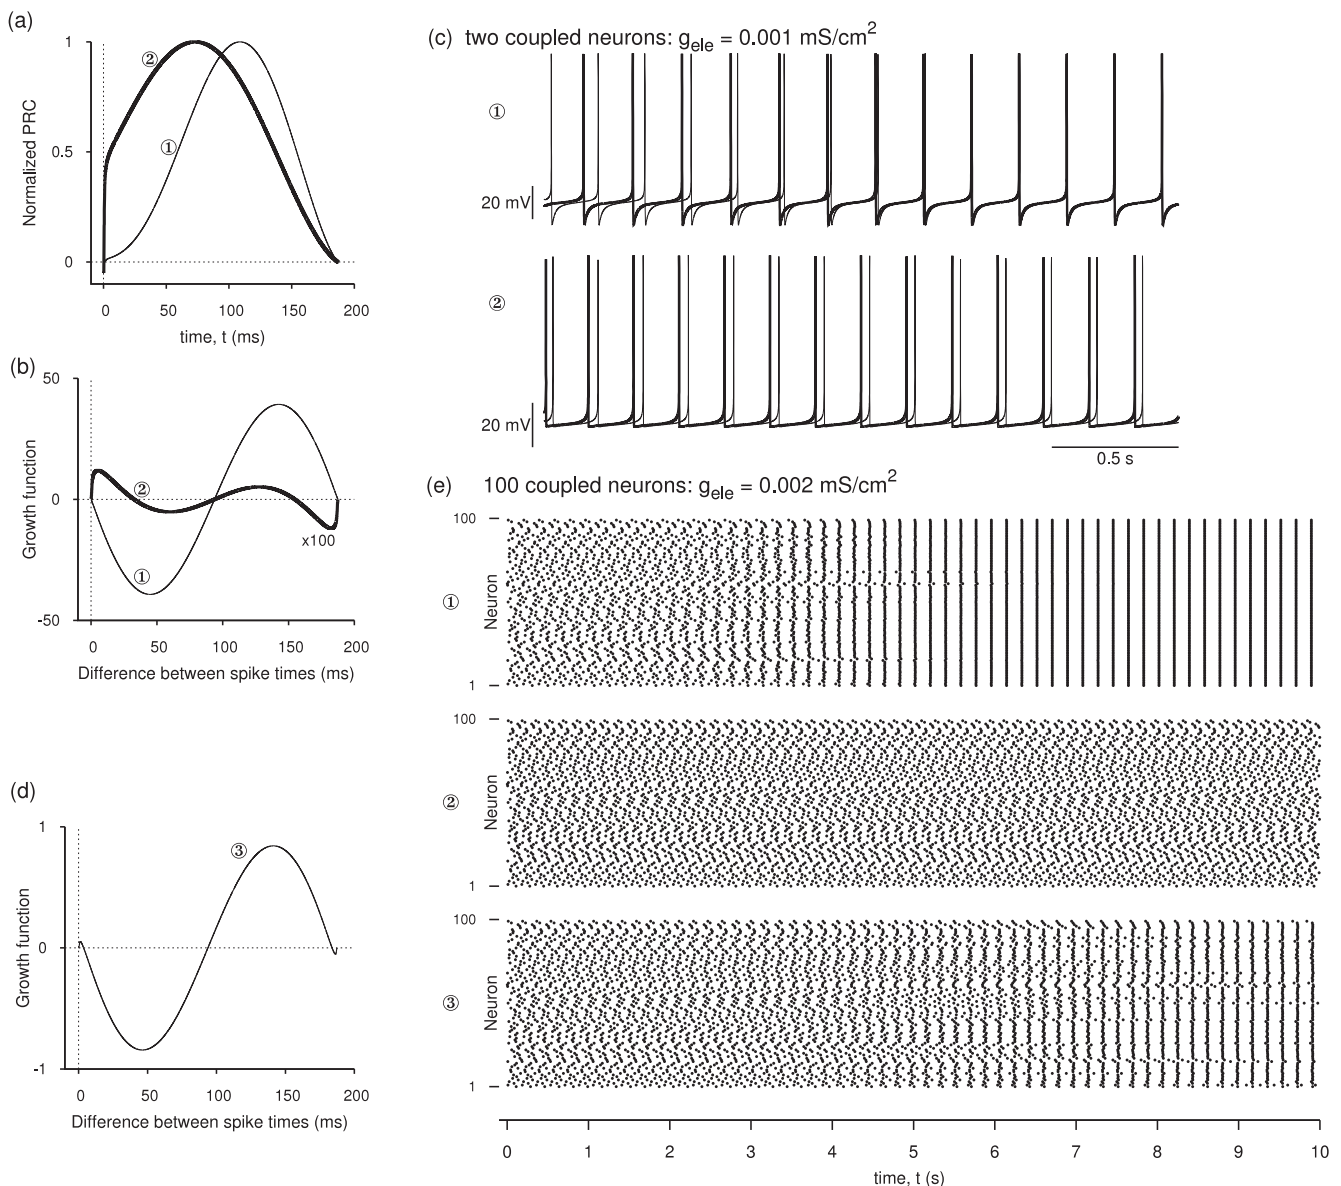 (a)
1
0.5
0
Normalized PRC
②
①
0
50
100
150
200
time, t (ms)
(b)
50
0
-50
Growth function
②
①
x100
0
50
100
150
200
Difference between spike times (ms)
(d)
1
0
-1
Growth function
③
0
50
100
150
200
Difference between spike times (ms)
(c) two coupled neurons: gele = 0.001 mS/cm2
①
20 mV
②
20 mV
0.5 s
(e) 100 coupled neurons: gele = 0.002 mS/cm2
100
①
Neuron
1
100
②
Neuron
1
100
③
Neuron
1
0 1 2 3 4 5 6 7 8 9 10
time, t (s)